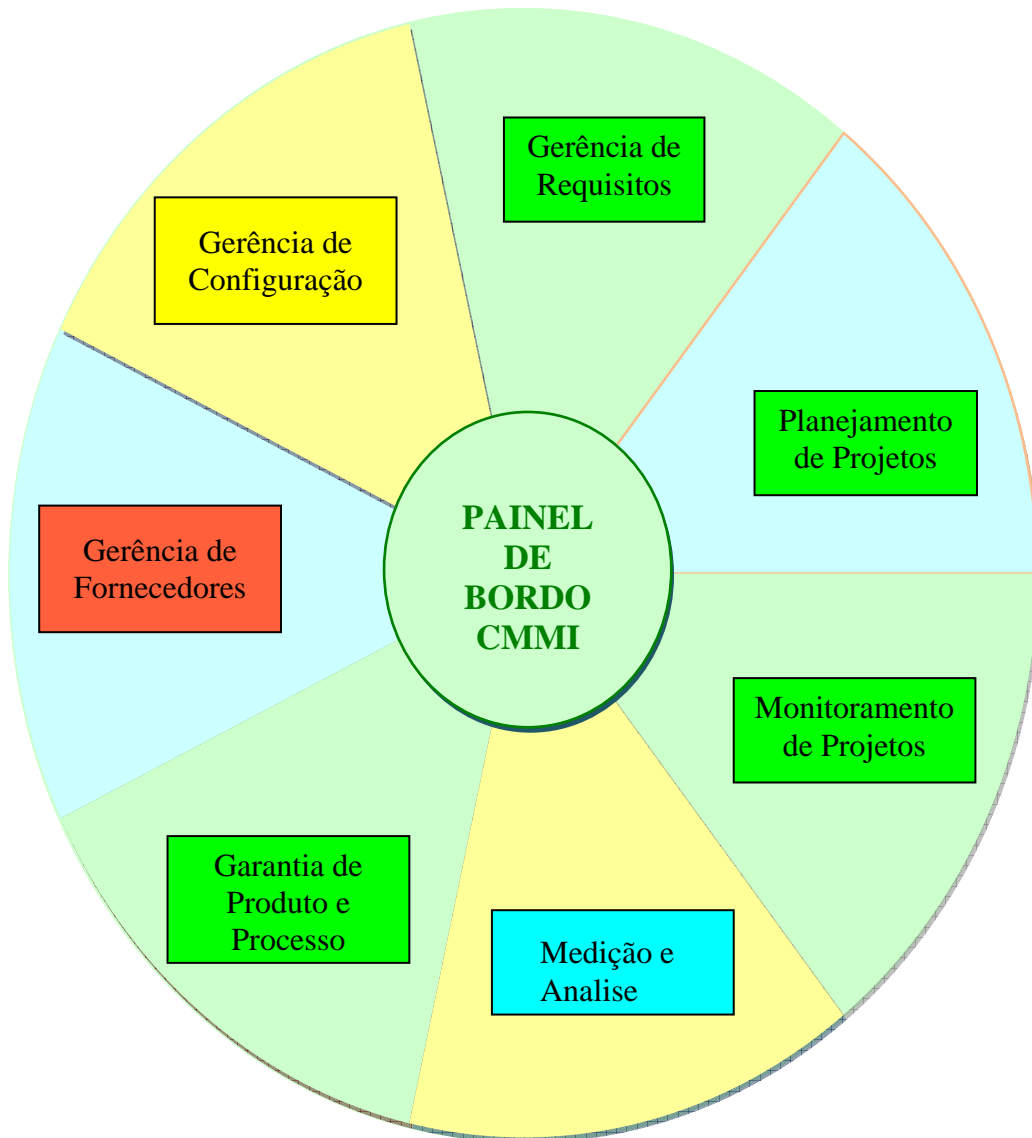 Gerência de
Requisitos
Gerência de
Configuração
Planejamento
de Projetos
PAINEL
DE
BORDO
CMMI
Gerência de
Fornecedores
Monitoramento
de Projetos
Garantia de
Produto e
Processo
Medição e
Analise